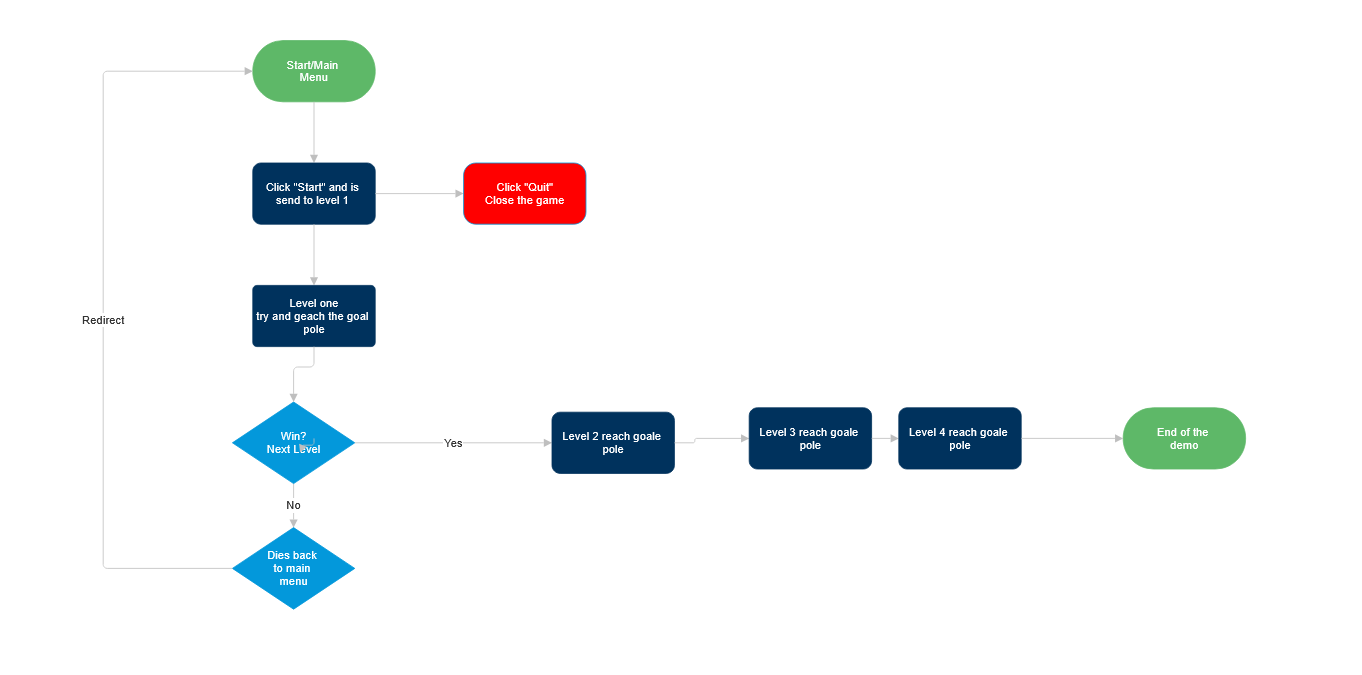 Start/Main
Menu
Click "Start" and is
send to level 1
Click "Quit"
Close the game
Level one
try and geach the goal
pole
Redirect
Win?
Next Level
Yes
Level 2 reach goale
pole
Level 3 reach goale
pole
Level 4 reach goale
pole
End of the
demo
No
Dies back
to main
menu